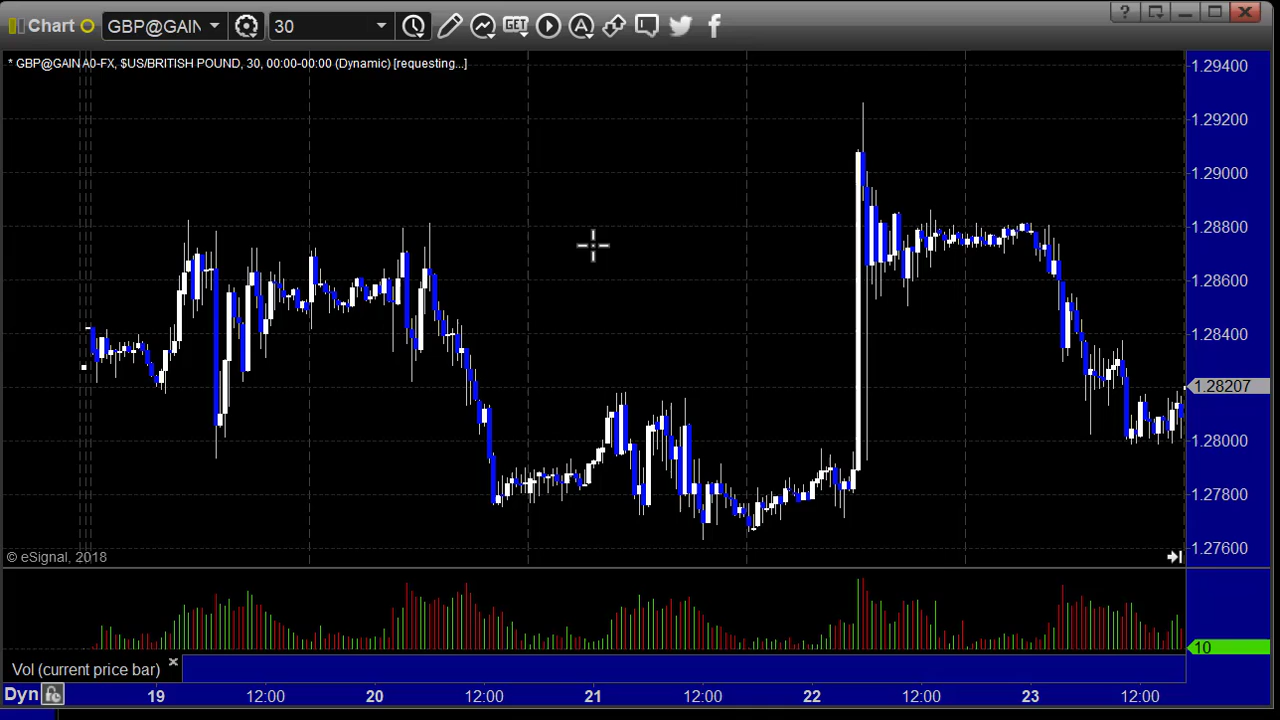 Chart GBP@GAIN 30 GET A ?
* GBP@GAIN A0-FX, $US/BRITISH POUND, 30, 00:00-00:00 (Dynamic) [requesting...]
1.29400
1.29200
1.29000
1.28800
1.28600
1.28400
1.28207
1.28000
1.27800
1.27600
© eSignal, 2018
10
Vol (current price bar) ×
Dyn 19 12:00 20 12:00 21 12:00 22 12:00 23 12:00